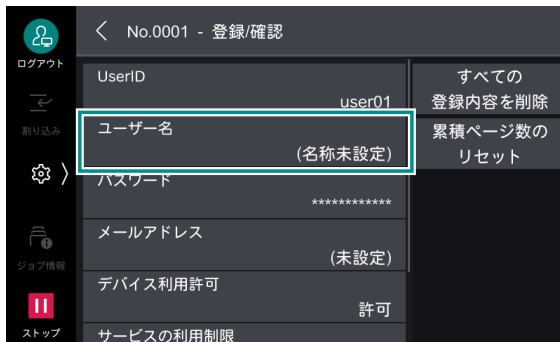 ログアウト
割り込み
ジョブ情報
ストップ
No.0001 - 登録/確認
UserID
user01
ユーザー名
(名称未設定)
パスワード
************
メールアドレス
(未設定)
デバイス利用許可
許可
サービスの利用制限
すべての
登録内容を削除
累積ページ数の
リセット